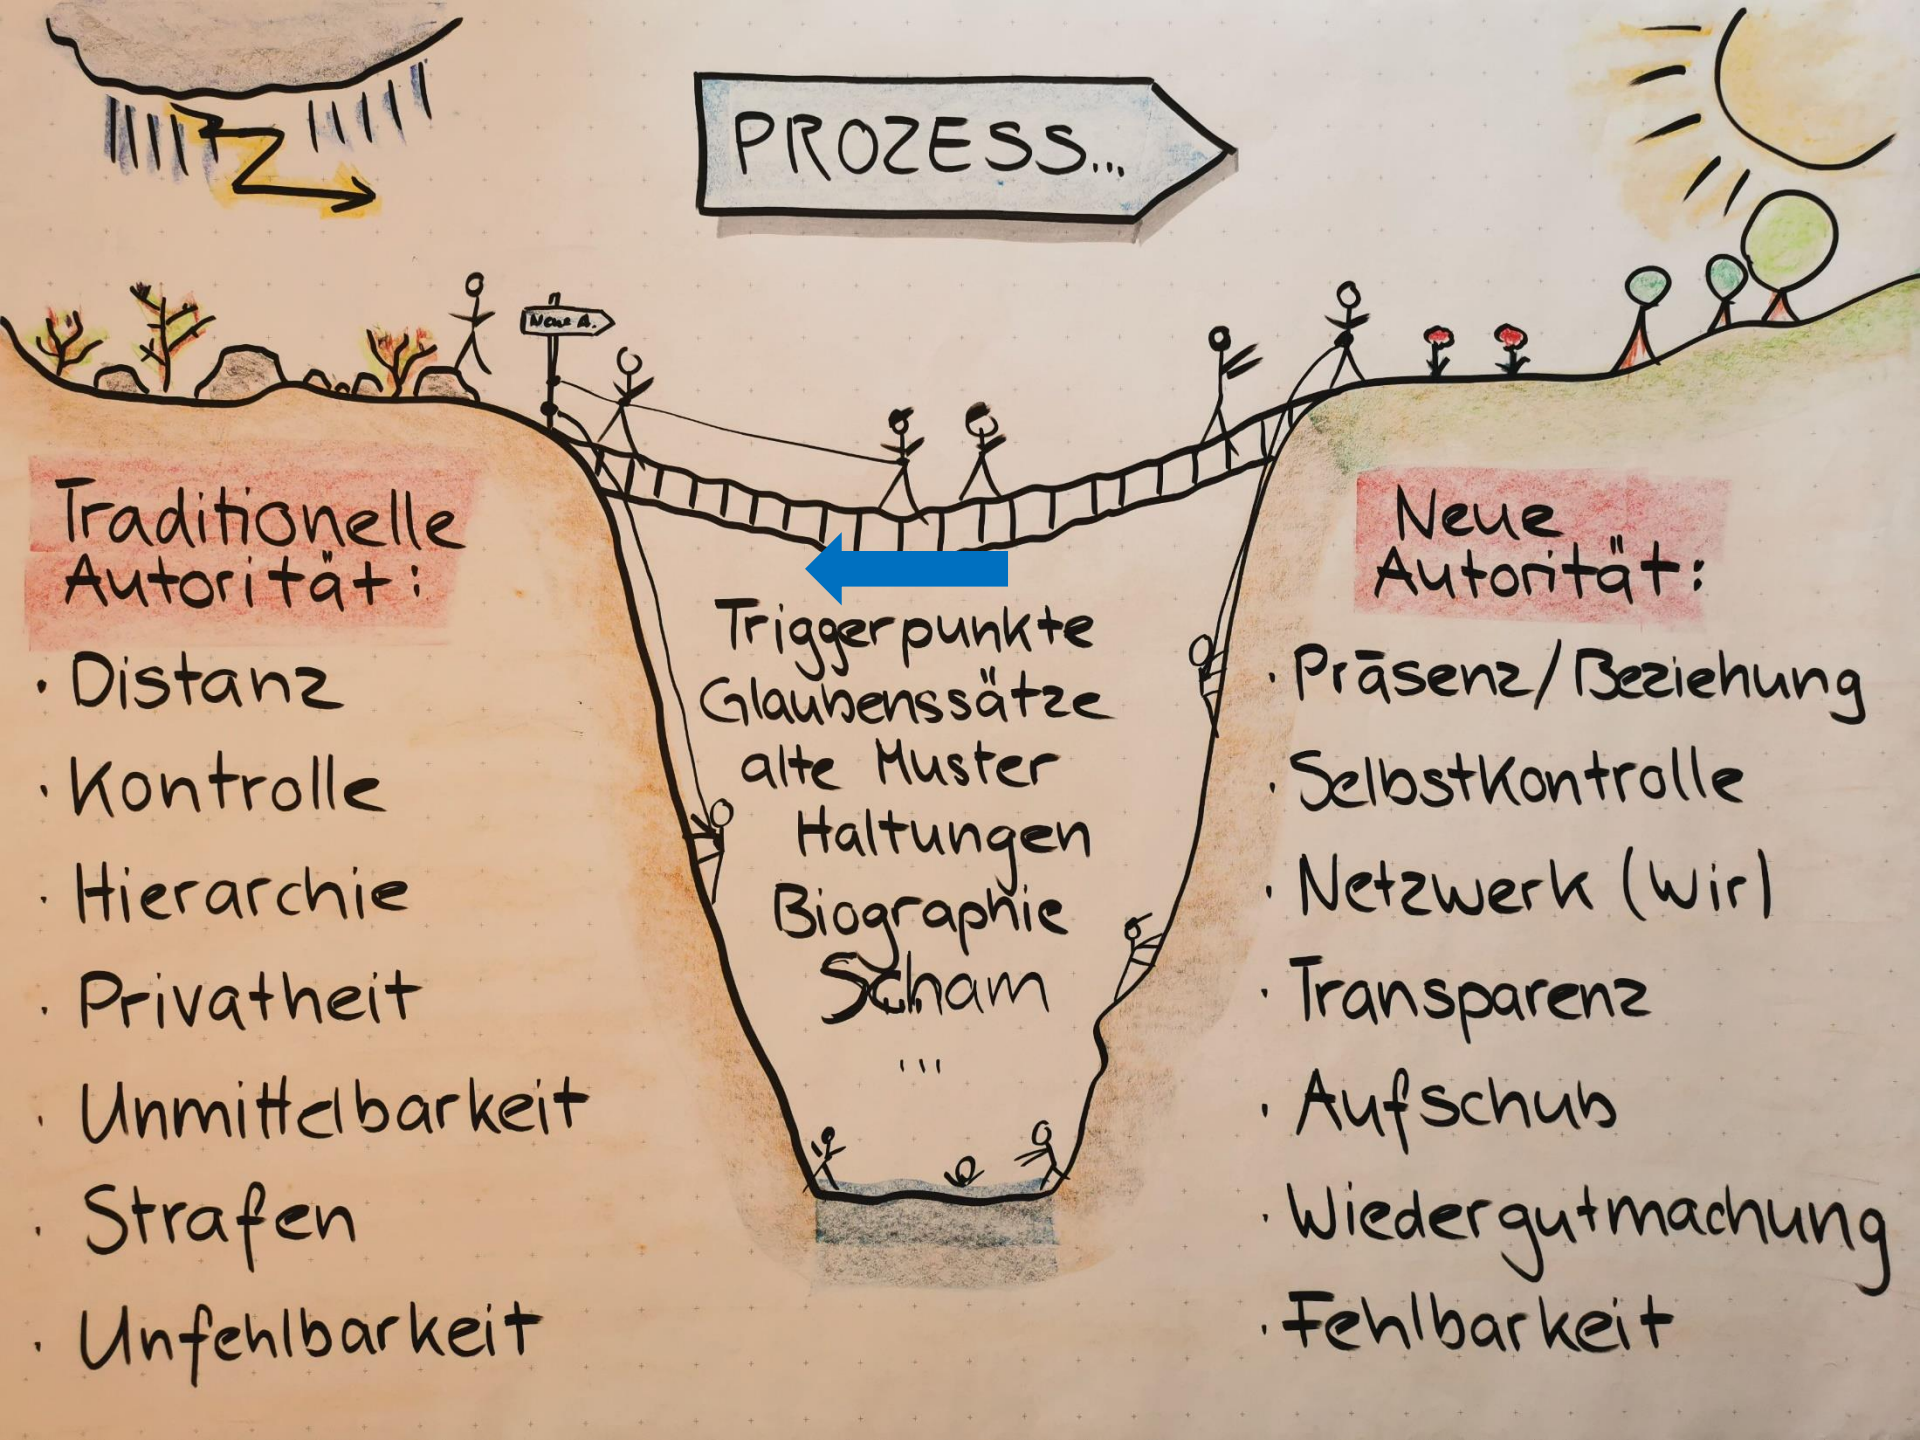 PROZESS...
Neue A.
Traditionelle
Autorität:
· Distanz
· Kontrolle
· Hierarchie
· Privatheit
· Unmittelbarkeit
· Strafen
· Unfehlbarkeit
Triggerpunkte
Glaubenssätze
alte Muster
Haltungen
Biographie
Scham
...
Neue
Autorität:
· Präsenz/Beziehung
· Selbstkontrolle
· Netzwerk (Wir)
· Transparenz
· Aufschub
· Wiedergutmachung
· Fehlbarkeit